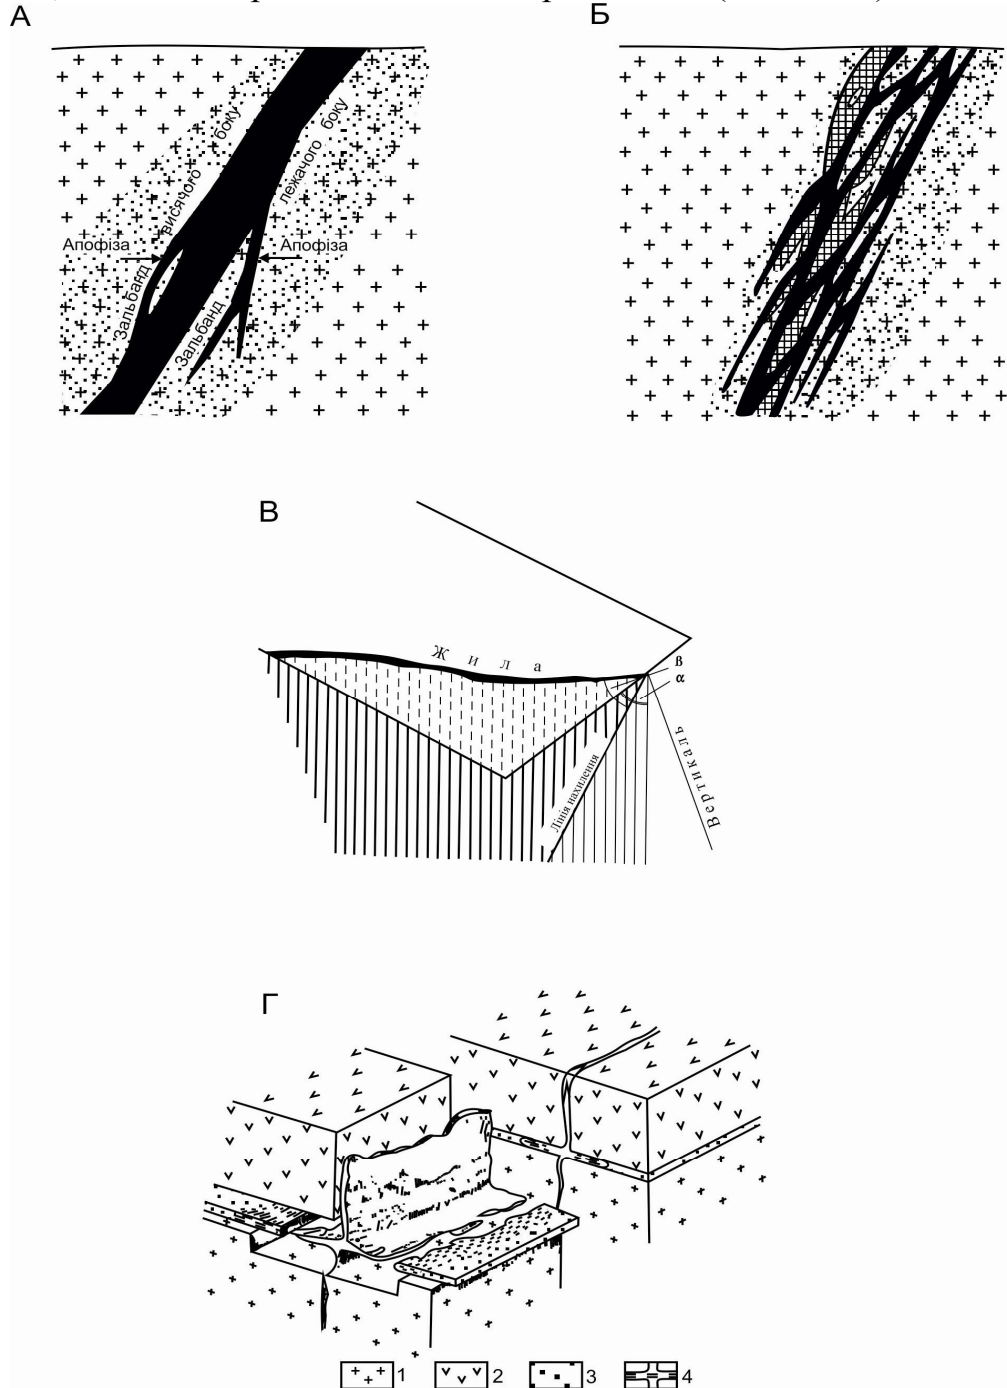 А
Б
висячого боку
лежачого боку
Апофіза
Апофіза
Зальбанд
Зальбанд
В
Жила
β
α
Лінія нахилення
Вертикаль
Г
1
2
3
4